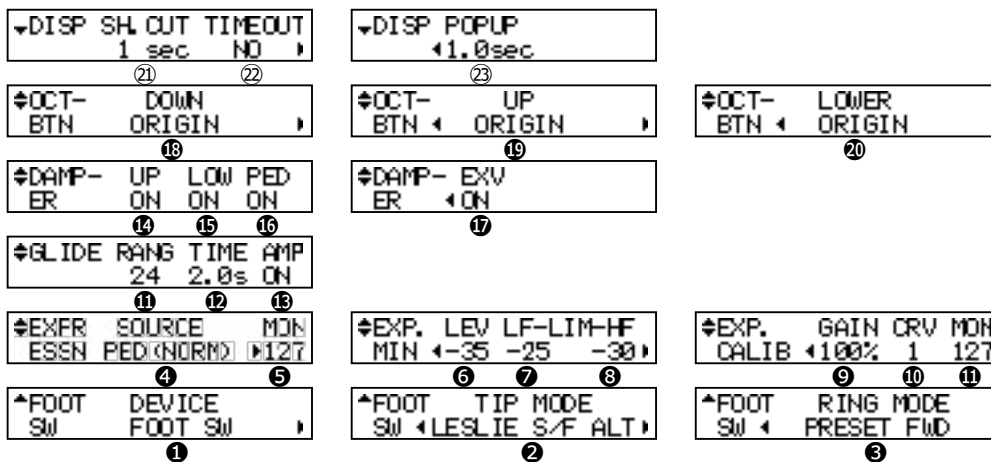 DISP SH. CUT TIMEOUT
1 sec NO
㉑ ㉒
DISP POPUP
1.0sec
㉓
OCT- DOWN
BTN ORIGIN
⓲
OCT- UP
BTN ORIGIN
⓳
OCT- LOWER
BTN ORIGIN
⓴
DAMP- UP LOW PED
ER ON ON ON
⓮ ⓯ ⓰
DAMP- EXV
ER ON
⓱
GLIDE RANG TIME AMP
24 2.0s ON
⓫ ⓬ ⓭
SOURCE MON
PED(NORM) 127
❹ ❺
EXP. LEV LF-LIM-HF
MIN -35 -25 -30
❻ ❼ ❽
EXP. GAIN CRV MON
CALIB 100% 1 127
❾ ❿ ⓫
FOOT DEVICE
SW FOOT SW
❶
FOOT TIP MODE
SW LESLIE S/F ALT
❷
FOOT RING MODE
SW PRESET FWD
❸